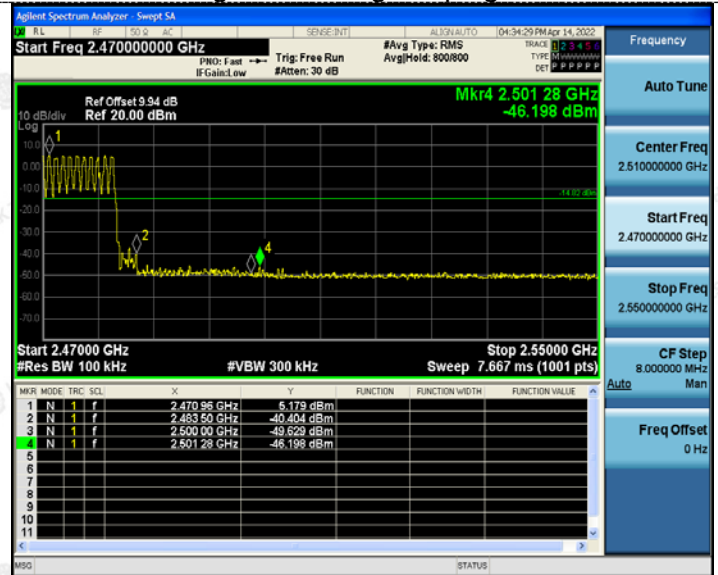 Agilent Spectrum Analyzer - Swept SA
RL RF 50 Ω AC SENSE:INT ALIGN AUTO 04:34:29 PM Apr 14, 2022
Start Freq 2.470000000 GHz #Avg Type: RMS TRACE 1 2 3 4 5 6 Frequency
PNO: Fast Trig: Free Run Avg|Hold: 800/800 TYPE M
IFGain:Low #Atten: 30 dB DET P P P P P P
Auto Tune
Mkr4 2.501 28 GHz
Ref Offset 9.94 dB
10 dB/div Ref 20.00 dBm -46.198 dBm
Log
10.0
0.00
-10.0
-14.82 dBm
-20.0
-30.0
-40.0
-50.0
-60.0
-70.0
1
2
4
Center Freq
2.510000000 GHz
Start Freq
2.470000000 GHz
Stop Freq
2.550000000 GHz
Start 2.47000 GHz Stop 2.55000 GHz
#Res BW 100 kHz #VBW 300 kHz Sweep 7.667 ms (1001 pts)
CF Step
8.000000 MHz
Auto Man
MKR MODE TRC SCL X Y FUNCTION FUNCTION WIDTH FUNCTION VALUE
1 N 1 f 2.470 96 GHz 5.179 dBm
2 N 1 f 2.483 50 GHz -40.404 dBm
3 N 1 f 2.500 00 GHz -49.629 dBm
4 N 1 f 2.501 28 GHz -46.198 dBm
5
6
7
8
9
10
11
Freq Offset
0 Hz
MSG STATUS